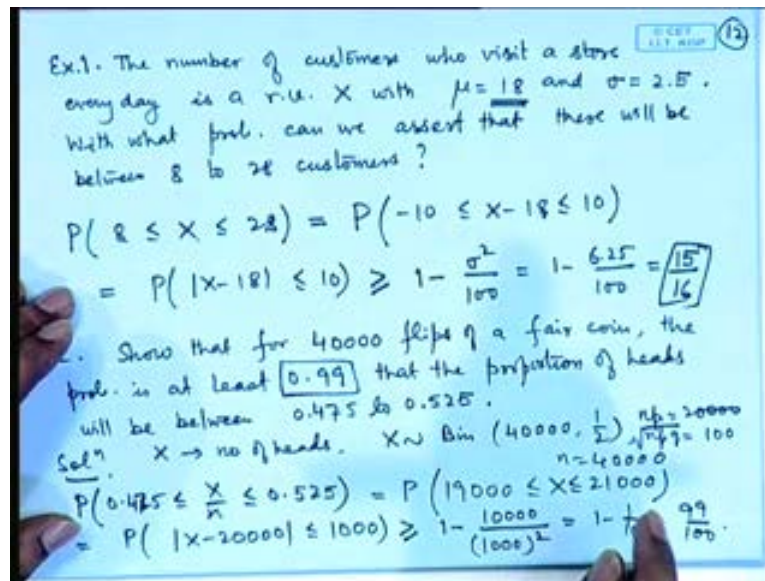 © CET
I.I.T. KGP
12
Ex.1. The number of customers who visit a store
every day is a r.u. X with μ = 18 and σ = 2.5.
With what prob. can we assert that there will be
between 8 to 28 customers?
P( 8 ≤ X ≤ 28) = P( -10 ≤ X - 18 ≤ 10)
= P( |X-18| ≤ 10) ≥ 1 - σ²/100 = 1 - 6.25/100 = 15/16
. Show that for 40000 flips of a fair coin, the
prob. is at least 0.99 that the proportion of heads
will be between 0.475 to 0.525.
Solⁿ. X → no of heads. X ~ Bin (40000, 1/2) np = 20000
√npq = 100
n = 40000
P(0.475 ≤ X/n ≤ 0.525) = P (19000 ≤ X ≤ 21000)
= P( |X-20000| ≤ 1000) ≥ 1 - 10000/(1000)² = 1 - 1/ 99/100.